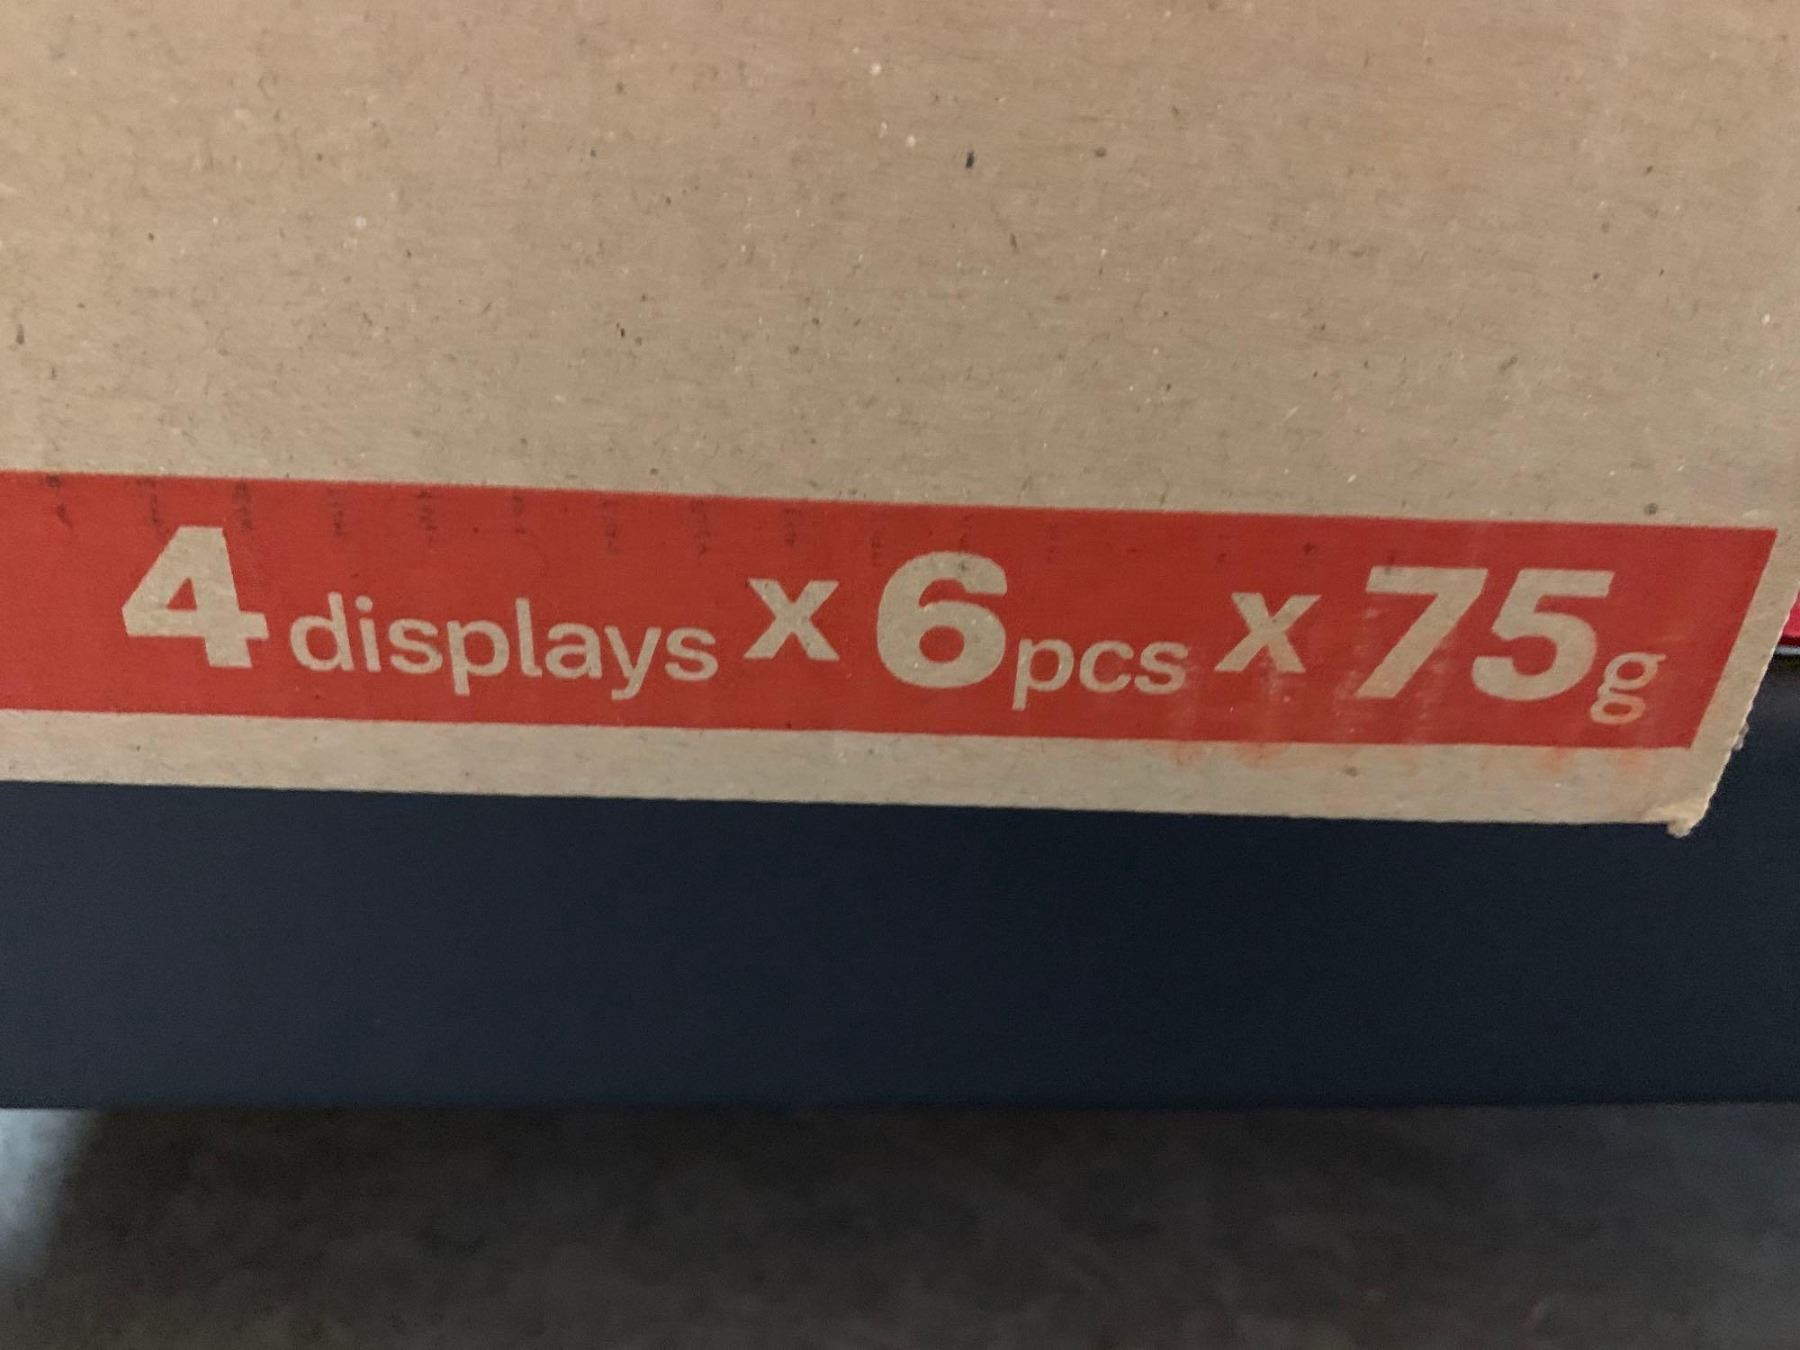 4 displays x 6 pcs x 75g